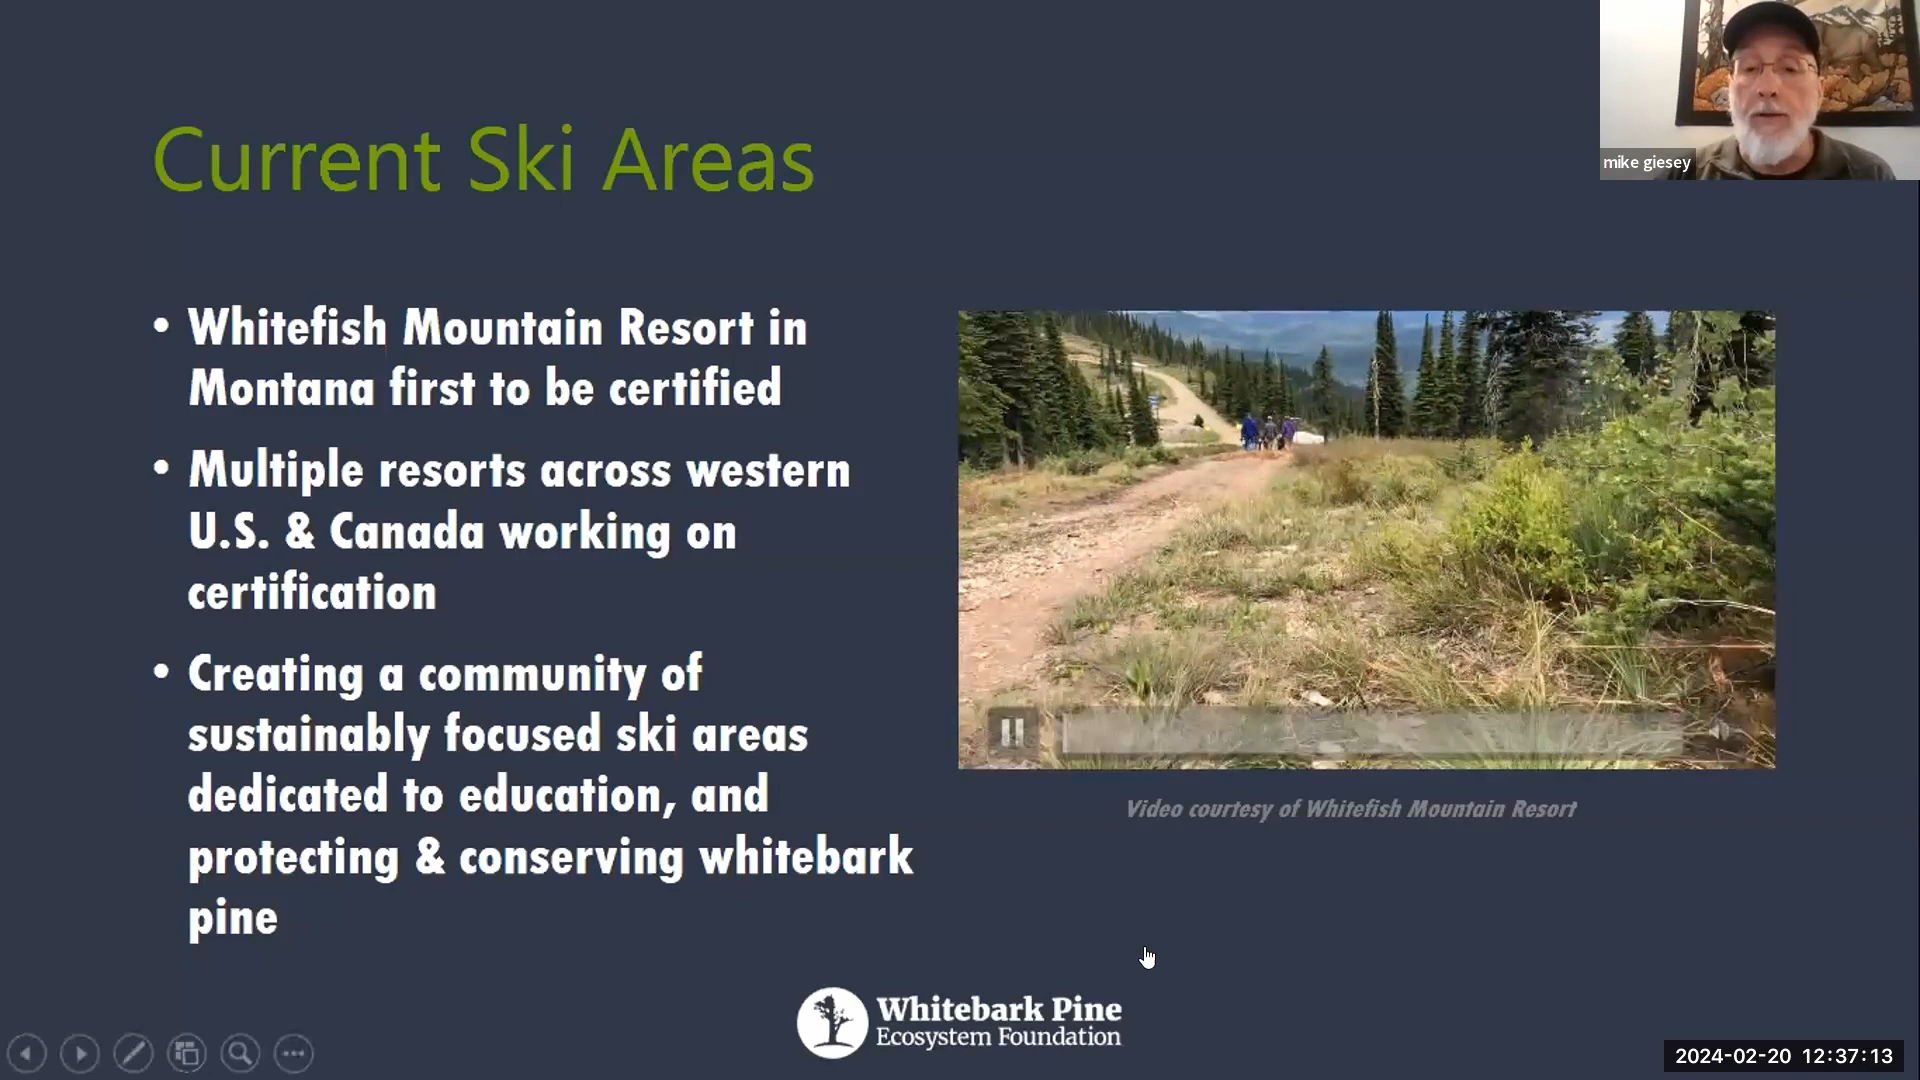 Current Ski Areas
mike giesey
• Whitefish Mountain Resort in
Montana first to be certified
• Multiple resorts across western
U.S. & Canada working on
certification
• Creating a community of
sustainably focused ski areas
dedicated to education, and
protecting & conserving whitebark
pine
Video courtesy of Whitefish Mountain Resort
Whitebark Pine
Ecosystem Foundation
2024-02-20 12:37:13